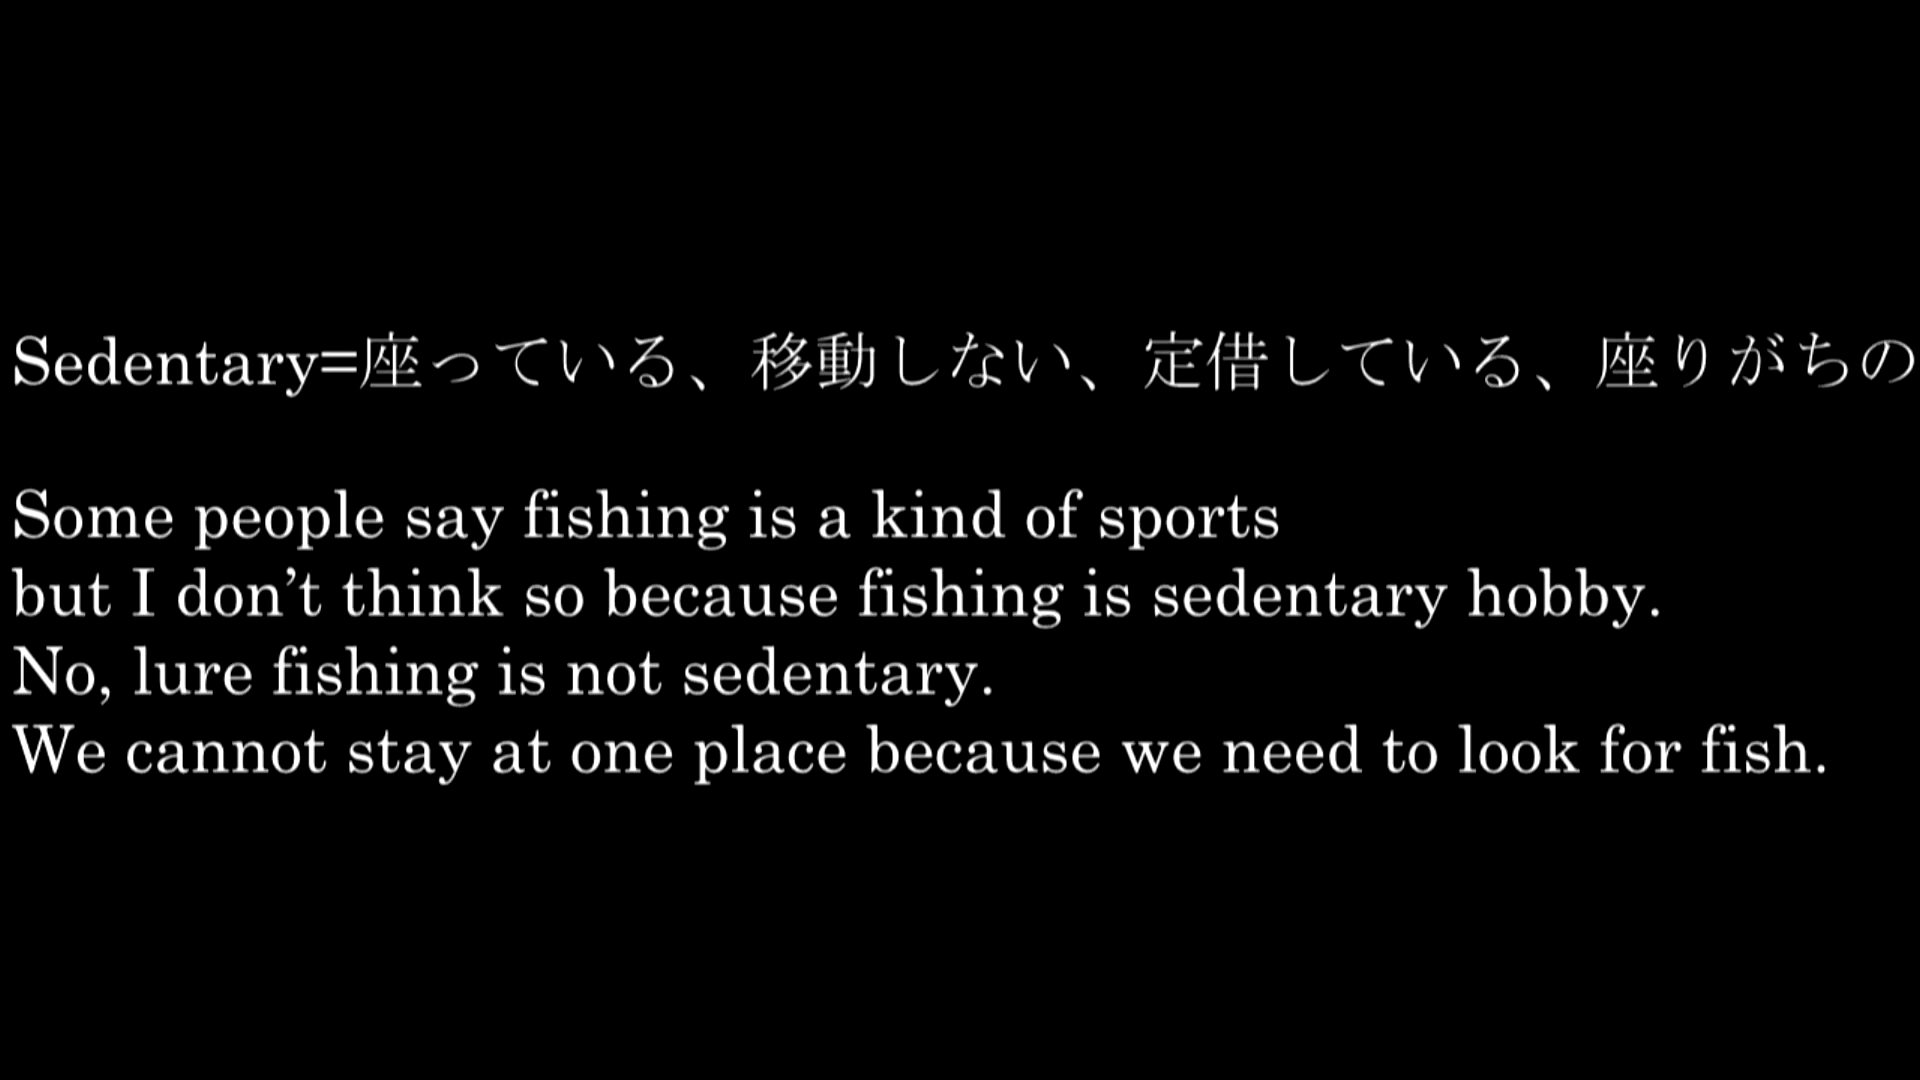 Sedentary=座っている、移動しない、定借している、座りがちの
Some people say fishing is a kind of sports
but I don’t think so because fishing is sedentary hobby.
No, lure fishing is not sedentary.
We cannot stay at one place because we need to look for fish.